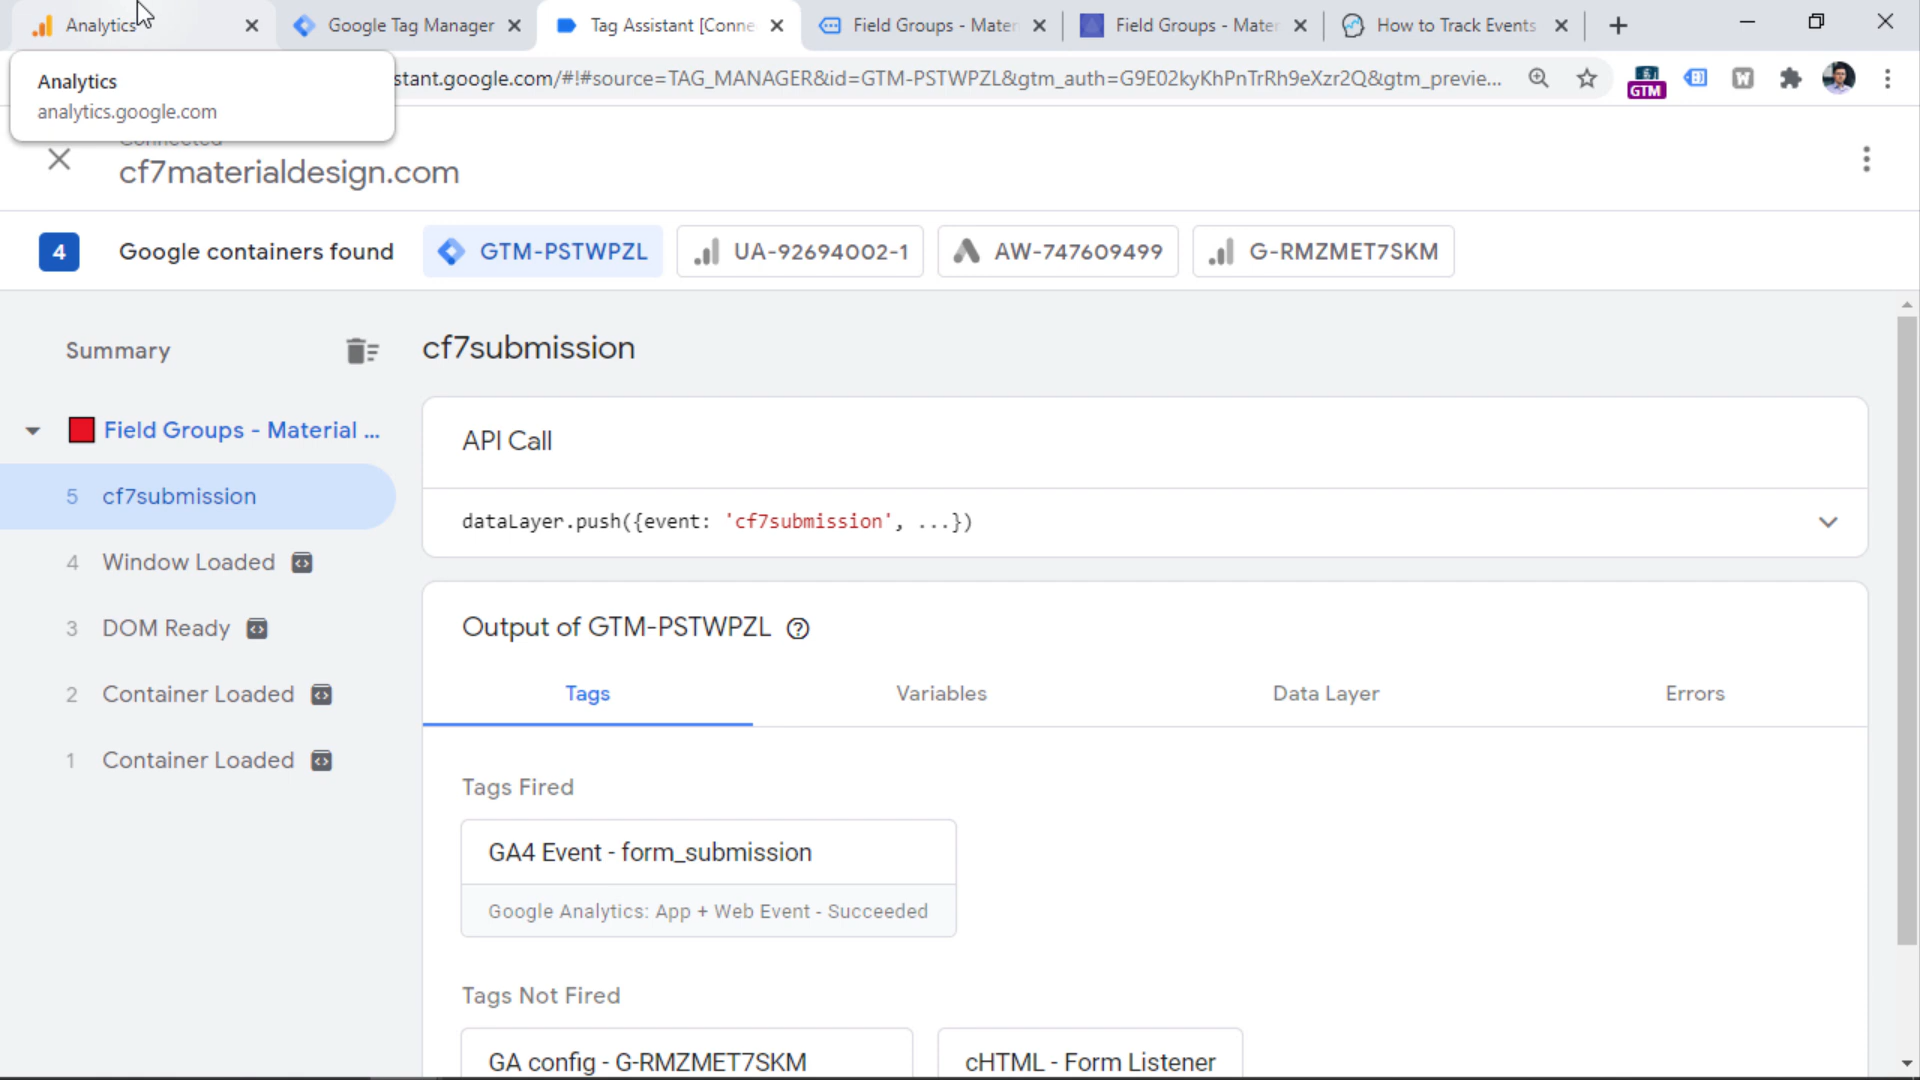 Analytics
Google Tag Manager
Tag Assistant [Conne
Field Groups - Mater
Field Groups - Mater
How to Track Events
Analytics
analytics.google.com
stant.google.com/#!#source=TAG_MANAGER&id=GTM-PSTWPZL&gtm_auth=G9E02kyKhPnTrRh9eXzr2Q&gtm_previe...
GTM
W
Connected
cf7materialdesign.com
4
Google containers found
GTM-PSTWPZL
UA-92694002-1
AW-747609499
G-RMZMET7SKM
Summary
cf7submission
Field Groups - Material ...
5 cf7submission
4 Window Loaded
3 DOM Ready
2 Container Loaded
1 Container Loaded
API Call
dataLayer.push({event: 'cf7submission', ...})
Output of GTM-PSTWPZL
Tags
Variables
Data Layer
Errors
Tags Fired
GA4 Event - form_submission
Google Analytics: App + Web Event - Succeeded
Tags Not Fired
GA config - G-RMZMET7SKM
cHTML - Form Listener